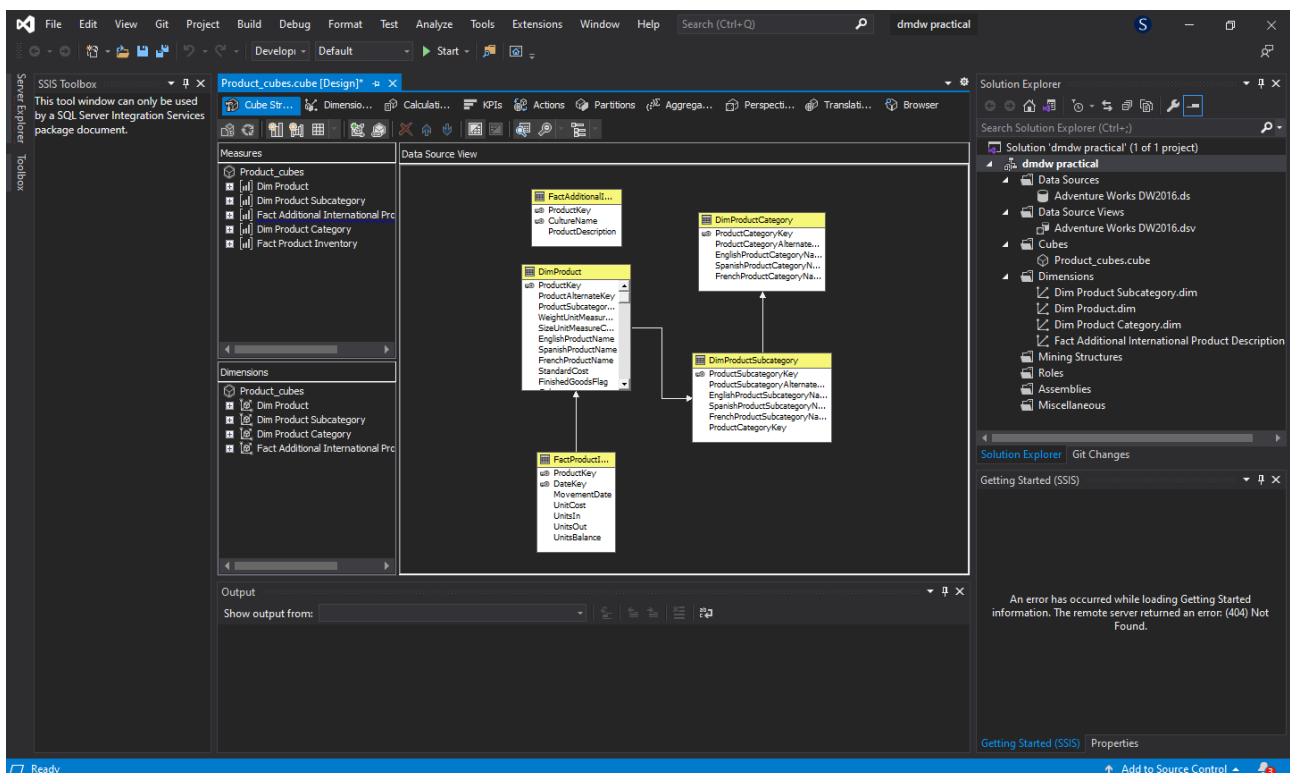 File Edit View Git Project Build Debug Format Test Analyze Tools Extensions Window Help Search (Ctrl+Q) dmdw practical S
Developi Default Start
Server Explorer
Toolbox
SSIS Toolbox
This tool window can only be used
by a SQL Server Integration Services
package document.
Product_cubes.cube [Design]*
Cube Str... Dimensio... Calculati... KPIs Actions Partitions Aggrega... Perspecti... Translati... Browser
Measures
Product_cubes
Dim Product
Dim Product Subcategory
Fact Additional International Prc
Dim Product Category
Fact Product Inventory
Dimensions
Product_cubes
Dim Product
Dim Product Subcategory
Dim Product Category
Fact Additional International Prc
Data Source View
FactAdditionalI...
ProductKey
CultureName
ProductDescription
DimProductCategory
ProductCategoryKey
ProductCategoryAlternate...
EnglishProductCategoryNa...
SpanishProductCategoryN...
FrenchProductCategoryNa...
DimProduct
ProductKey
ProductAlternateKey
ProductSubcategor...
WeightUnitMeasur...
SizeUnitMeasureC...
EnglishProductName
SpanishProductName
FrenchProductName
StandardCost
FinishedGoodsFlag
DimProductSubcategory
ProductSubcategoryKey
ProductSubcategoryAlternate...
EnglishProductSubcategoryNa...
SpanishProductSubcategoryN...
FrenchProductSubcategoryNa...
ProductCategoryKey
FactProductI...
ProductKey
DateKey
MovementDate
UnitCost
UnitsIn
UnitsOut
UnitsBalance
Output
Show output from:
Solution Explorer
Search Solution Explorer (Ctrl+;)
Solution 'dmdw practical' (1 of 1 project)
dmdw practical
Data Sources
Adventure Works DW2016.ds
Data Source Views
Adventure Works DW2016.dsv
Cubes
Product_cubes.cube
Dimensions
Dim Product Subcategory.dim
Dim Product.dim
Dim Product Category.dim
Fact Additional International Product Description
Mining Structures
Roles
Assemblies
Miscellaneous
Solution Explorer Git Changes
Getting Started (SSIS)
An error has occurred while loading Getting Started
information. The remote server returned an error: (404) Not
Found.
Getting Started (SSIS) Properties
Ready Add to Source Control 3